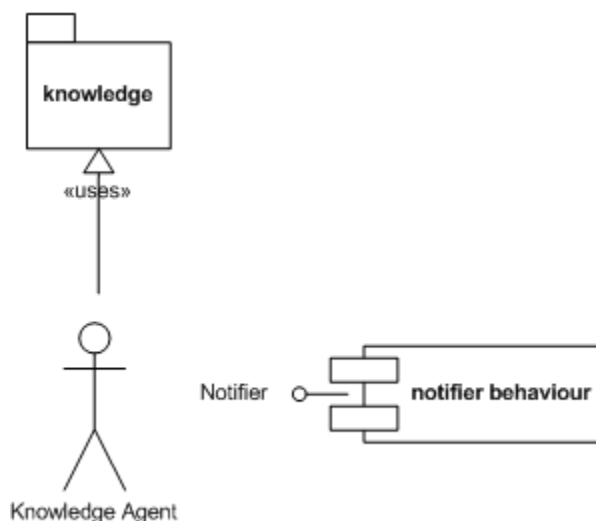 knowledge
«uses»
Notifier
notifier behaviour
Knowledge Agent